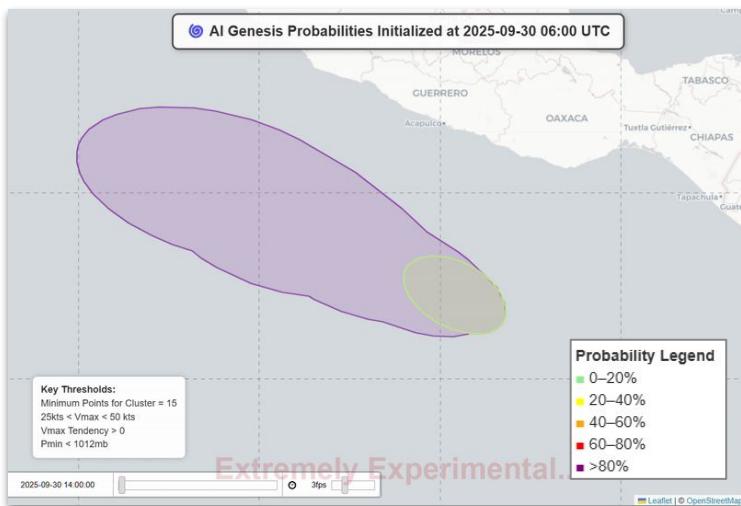 AI Genesis Probabilities Initialized at 2025-09-30 06:00 UTC
MORELOS
GUERRERO
TABASCO
Acapulco
OAXACA
Tuxtla Gutiérrez
CHIAPAS
Tapachula
Probability Legend
0–20%
20–40%
40–60%
60–80%
>80%
Key Thresholds:
Minimum Points for Cluster = 15
25kts < Vmax < 50 kts
Vmax Tendency > 0
Pmin < 1012mb
Extremely Experimental..
2025-09-30 14:00:00
3fps
Leaflet | © OpenStreetMap